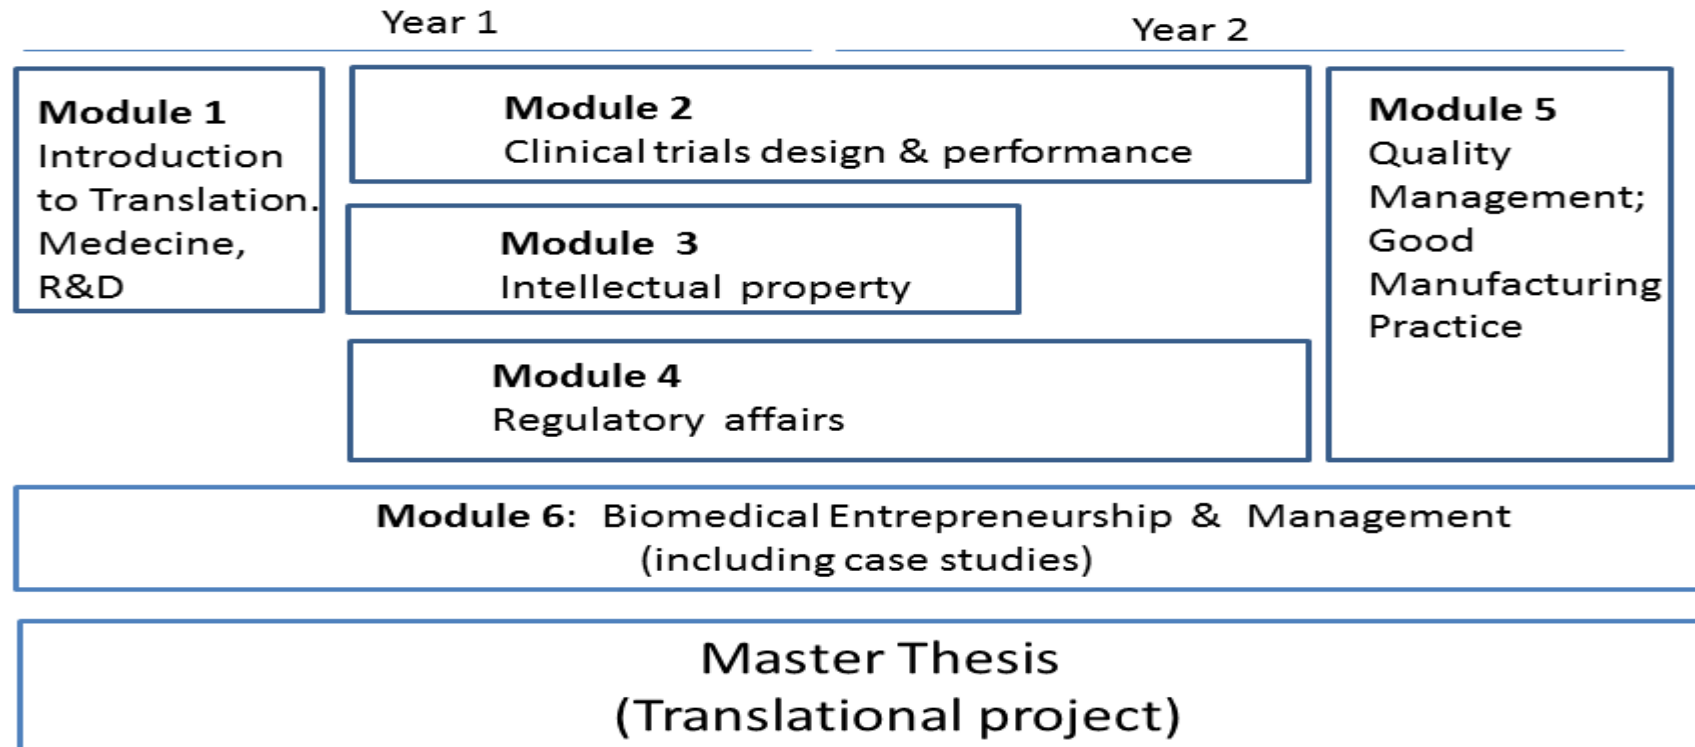 Year 1
Year 2
Module 1
Introduction
to Translation.
Medecine,
R&D
Module 2
Clinical trials design & performance
Module 3
Intellectual property
Module 4
Regulatory affairs
Module 5
Quality
Management;
Good
Manufacturing
Practice
Module 6: Biomedical Entrepreneurship & Management
(including case studies)
Master Thesis
(Translational project)